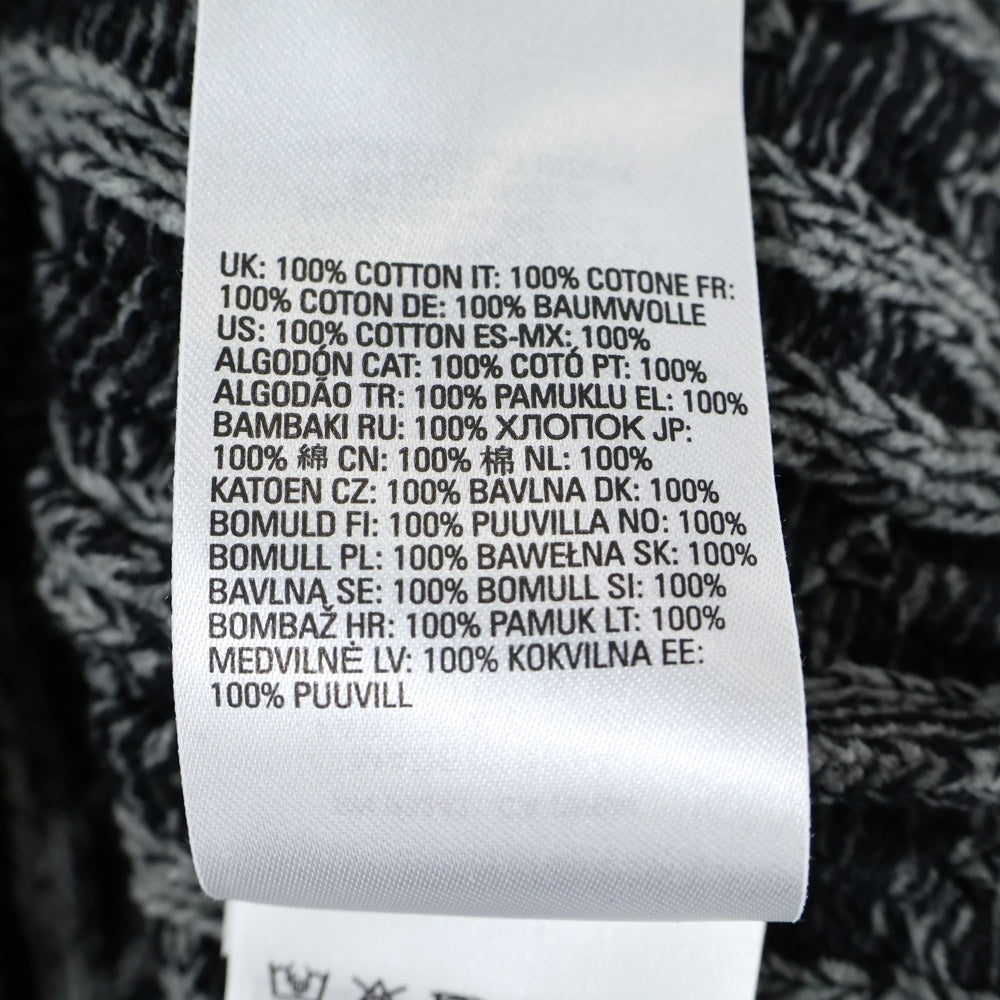 UK: 100% COTTON IT: 100% COTONE FR:
100% COTON DE: 100% BAUMWOLLE
US: 100% COTTON ES-MX: 100%
ALGODÓN CAT: 100% COTÓ PT: 100%
ALGODÃO TR: 100% PAMUKLU EL: 100%
BAMBAKI RU: 100% ХЛОПОК JP:
100% 綿 CN: 100% 棉 NL: 100%
KATOEN CZ: 100% BAVLNA DK: 100%
BOMULD FI: 100% PUUVILLA NO: 100%
BOMULL PL: 100% BAWEŁNA SK: 100%
BAVLNA SE: 100% BOMULL SI: 100%
BOMBAŽ HR: 100% PAMUK LT: 100%
MEDVILNĖ LV: 100% KOKVILNA EE:
100% PUUVILL